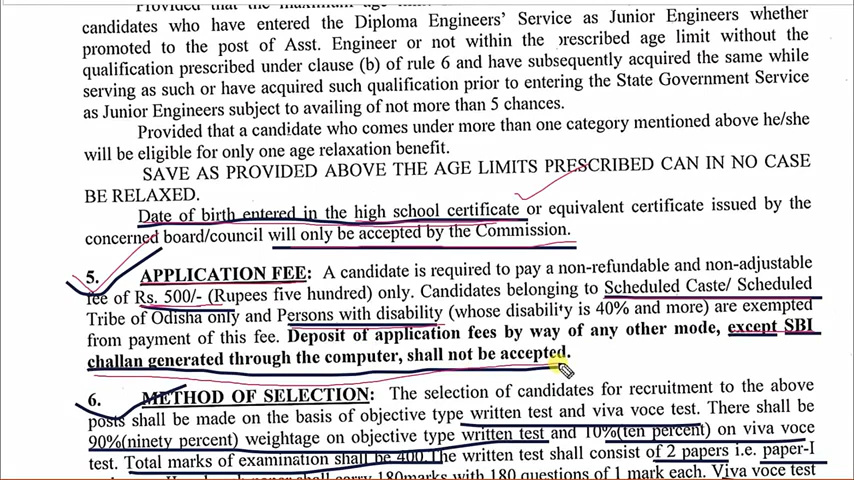 Provided that the maximum age
candidates who have entered the Diploma Engineers' Service as Junior Engineers whether
promoted to the post of Asst. Engineer or not within the prescribed age limit without the
qualification prescribed under clause (b) of rule 6 and have subsequently acquired the same while
serving as such or have acquired such qualification prior to entering the State Government Service
as Junior Engineers subject to availing of not more than 5 chances.
Provided that a candidate who comes under more than one category mentioned above he/she
will be eligible for only one age relaxation benefit.
SAVE AS PROVIDED ABOVE THE AGE LIMITS PRESCRIBED CAN IN NO CASE
BE RELAXED.
Date of birth entered in the high school certificate or equivalent certificate issued by the
concerned board/council will only be accepted by the Commission.
5. APPLICATION FEE: A candidate is required to pay a non-refundable and non-adjustable
fee of Rs. 500/- (Rupees five hundred) only. Candidates belonging to Scheduled Caste/ Scheduled
Tribe of Odisha only and Persons with disability (whose disability is 40% and more) are exempted
from payment of this fee. Deposit of application fees by way of any other mode, except SBI
challan generated through the computer, shall not be accepted.
6. METHOD OF SELECTION: The selection of candidates for recruitment to the above
posts shall be made on the basis of objective type written test and viva voce test. There shall be
90%(ninety percent) weightage on objective type written test and 10%(ten percent) on viva voce
test. Total marks of examination shall be 400. The written test shall consist of 2 papers i.e. paper-I
paper shall carry 180marks with 180 questions of 1 mark each. Viva voce test